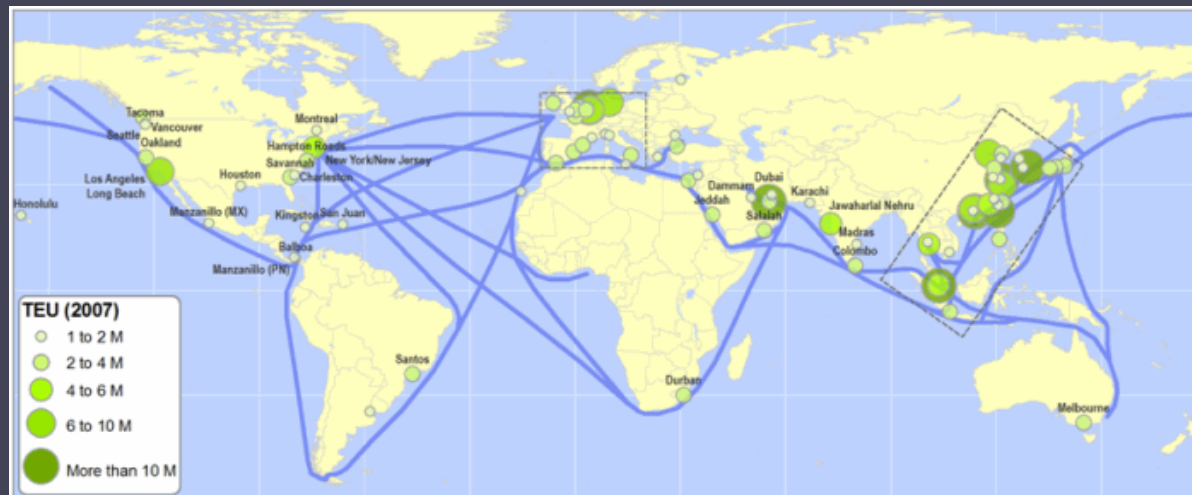 Tacoma
Vancouver
Seattle
Oakland
Los Angeles
Long Beach
Honolulu
Houston
Manzanillo (MX)
Montreal
Hampton Roads
New York/New Jersey
Savannah
Charleston
Kingston
San Juan
Balboa
Manzanillo (PN)
Santos
Durban
Dubai
Dammam
Jeddah
Salalah
Karachi
Jawaharlal Nehru
Madras
Colombo
Melbourne
TEU (2007)
1 to 2 M
2 to 4 M
4 to 6 M
6 to 10 M
More than 10 M